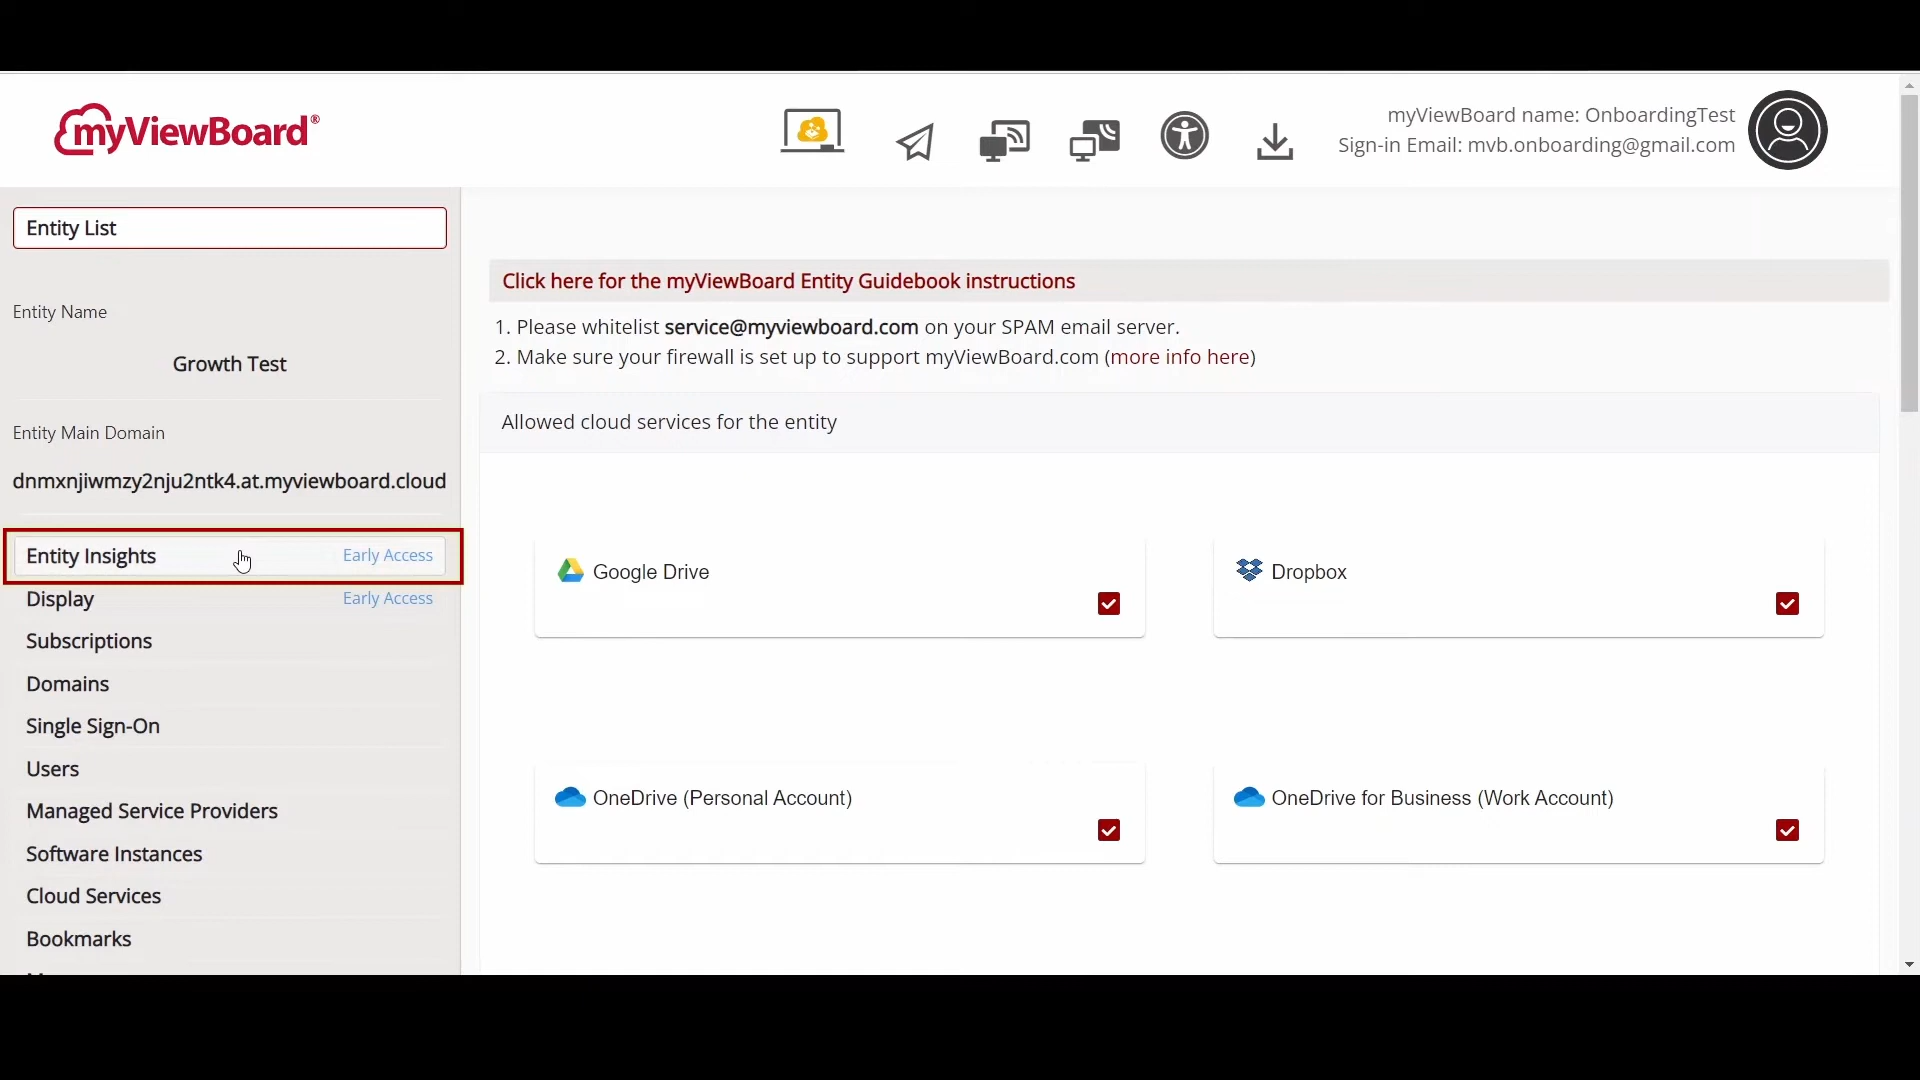 myViewBoard®
myViewBoard name: OnboardingTest
Sign-in Email: mvb.onboarding@gmail.com
Entity List
Entity Name
Growth Test
Entity Main Domain
dnmxnjiwmzy2nju2ntk4.at.myviewboard.cloud
Entity Insights Early Access
Display Early Access
Subscriptions
Domains
Single Sign-On
Users
Managed Service Providers
Software Instances
Cloud Services
Bookmarks
Click here for the myViewBoard Entity Guidebook instructions
1. Please whitelist service@myviewboard.com on your SPAM email server.
2. Make sure your firewall is set up to support myViewBoard.com (more info here)
Allowed cloud services for the entity
Google Drive
Dropbox
OneDrive (Personal Account)
OneDrive for Business (Work Account)